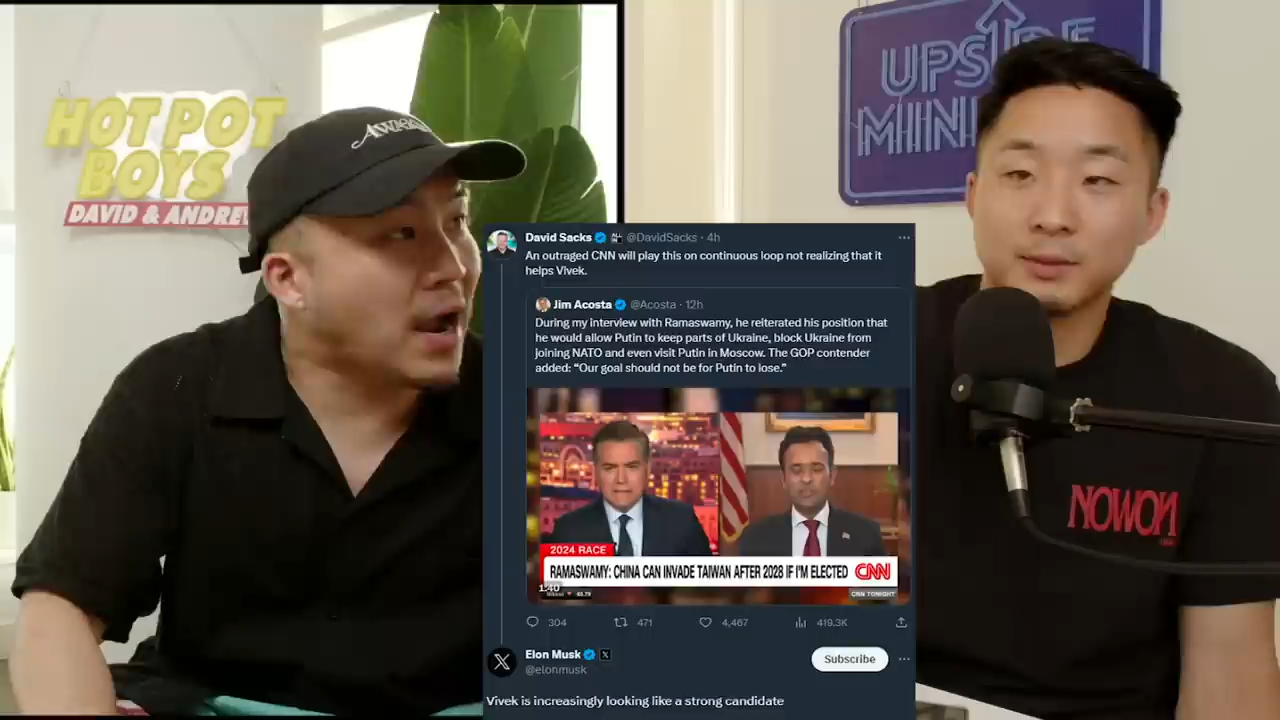 HOT POT
BOYS
DAVID & ANDREW
UPSIDE
MIN
David Sacks @DavidSacks · 4h
An outraged CNN will play this on continuous loop not realizing that it
helps Vivek.
Jim Acosta @Acosta · 12h
During my interview with Ramaswamy, he reiterated his position that
he would allow Putin to keep parts of Ukraine, block Ukraine from
joining NATO and even visit Putin in Moscow. The GOP contender
added: “Our goal should not be for Putin to lose.”
2024 RACE
RAMASWAMY: CHINA CAN INVADE TAIWAN AFTER 2028 IF I'M ELECTED CNN
1:40
CNN TONIGHT
304 471 4,467 419.3K
Elon Musk
@elonmusk
Subscribe
Vivek is increasingly looking like a strong candidate
NOWON